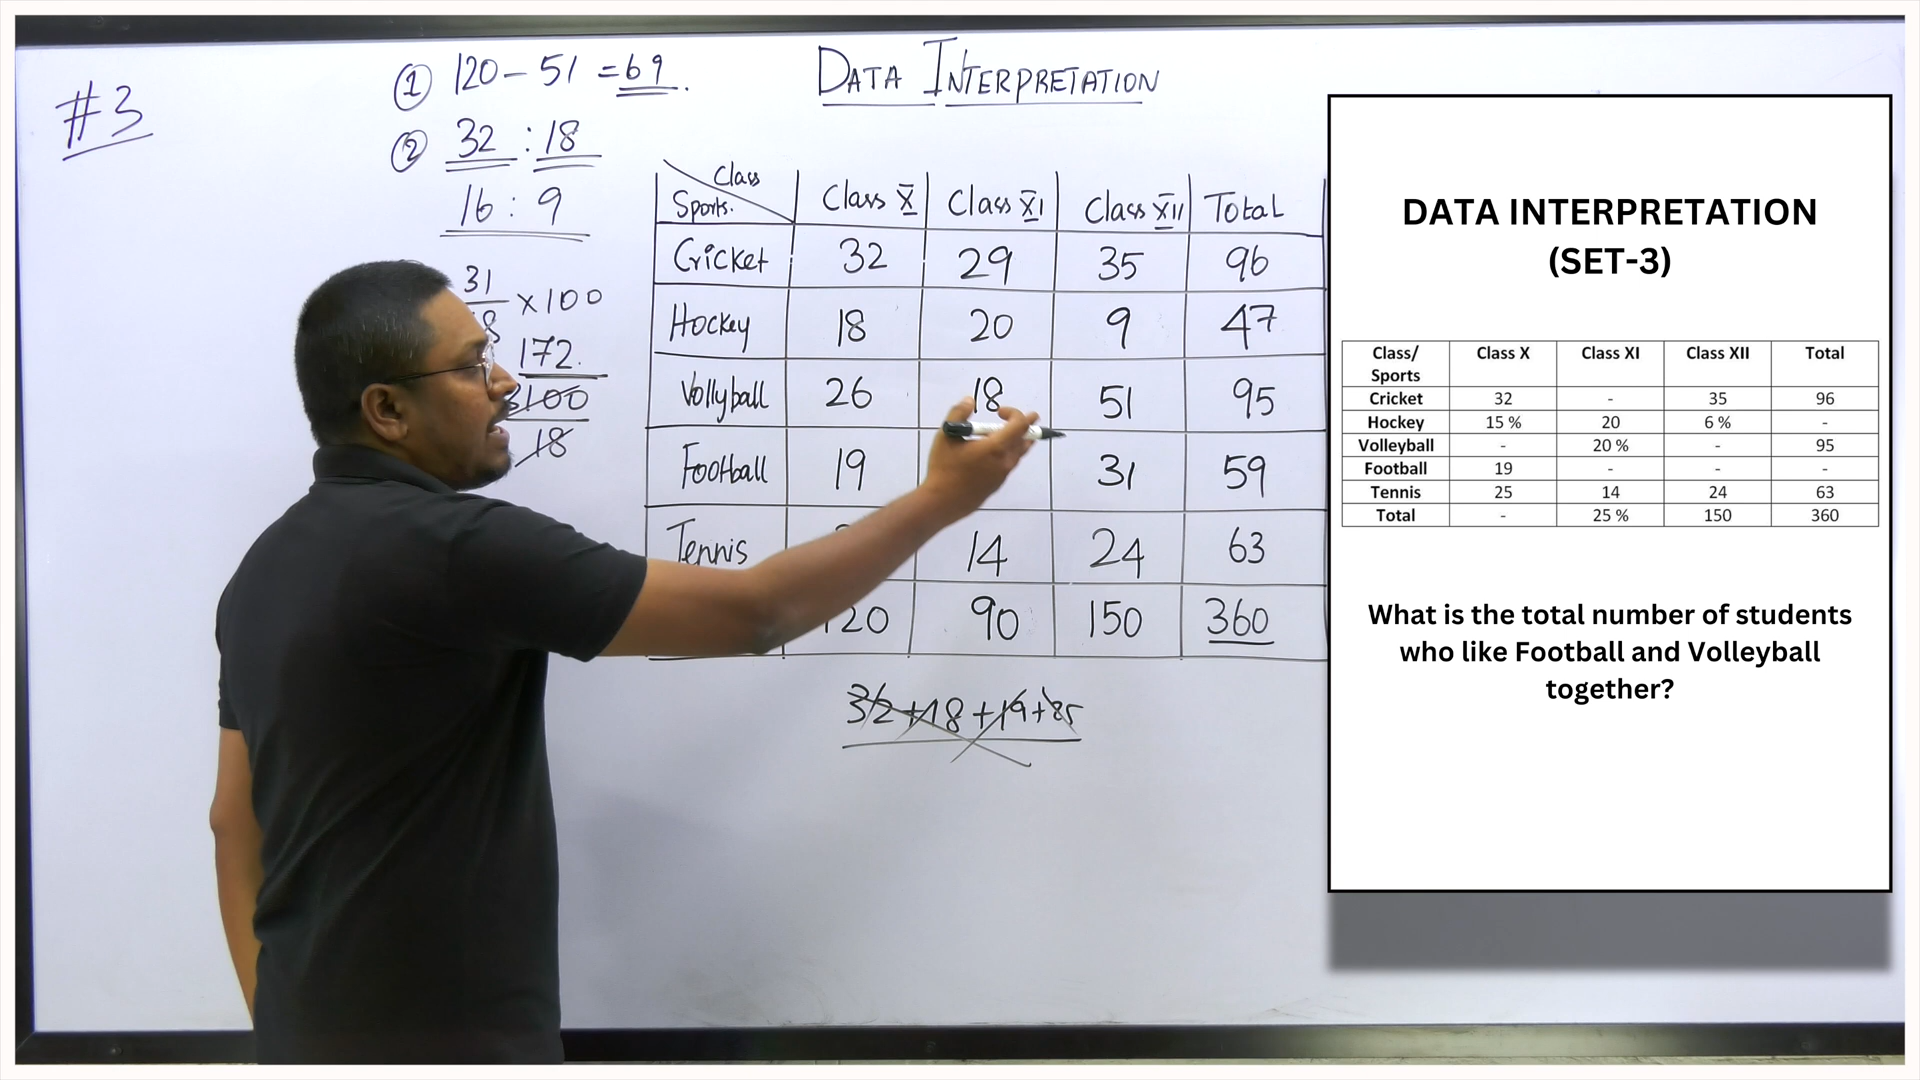 #3
① 120 - 51 = 69.
② 32 : 18
16 : 9
31
× 100
172.
100
18
DATA INTERPRETATION
Class
Sports. Class X Class XI Class XII Total
Cricket 32 29 35 96
Hockey 18 20 9 47
Vollyball 26 18 51 95
Football 19 31 59
Tennis 14 24 63
120 90 150 360
32+18+19+25
DATA INTERPRETATION
(SET-3)
Class/ Class X Class XI Class XII Total
Sports
Cricket 32 - 35 96
Hockey 15 % 20 6 % -
Volleyball - 20 % - 95
Football 19 - - -
Tennis 25 14 24 63
Total - 25 % 150 360
What is the total number of students
who like Football and Volleyball
together?